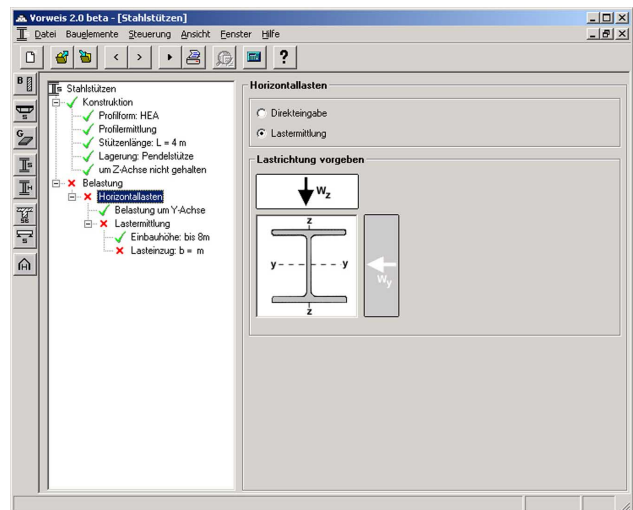 Vorweis 2.0 beta - [Stahlstützen]
Datei Bauelemente Steuerung Ansicht Fenster Hilfe
< > ?
B
S
G
S
H
SE
S
H
Stahlstützen
Konstruktion
Profilform: HEA
Profilermittlung
Stützenlänge: L = 4 m
Lagerung: Pendelstütze
um Z-Achse nicht gehalten
Belastung
Horizontallasten
Belastung um Y-Achse
Lastermittlung
Einbauhöhe: bis 8m
Lasteinzug: b = m
Horizontallasten
Direkteingabe
Lastermittlung
Lastrichtung vorgeben
Wz
z
y y
z
Wy